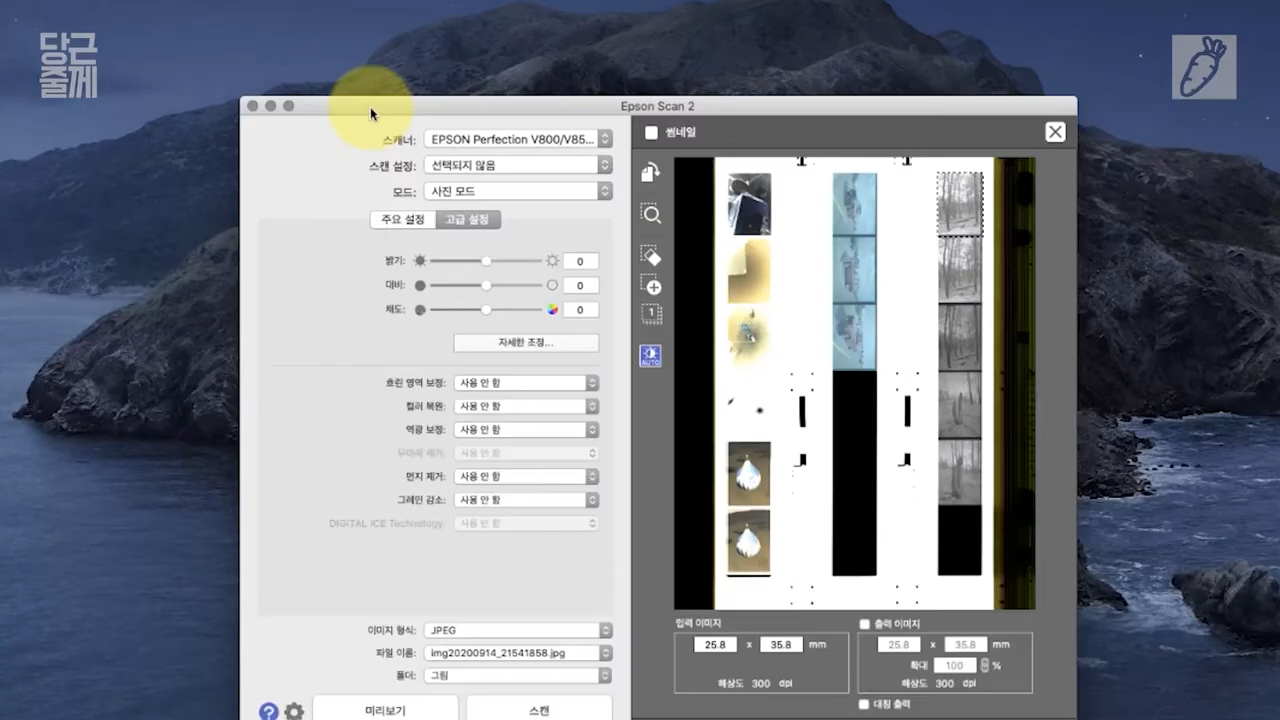 당근
줄께
Epson Scan 2
스캐너: EPSON Perfection V800/V85...
스캔 설정: 선택되지 않음
모드: 사진 모드
주요 설정 고급 설정
밝기: 0
대비: 0
채도: 0
자세한 조정...
흐린 영역 보정: 사용 안 함
컬러 복원: 사용 안 함
역광 보정: 사용 안 함
무아레 제거: 사용 안 함
먼지 제거: 사용 안 함
그레인 감소: 사용 안 함
DIGITAL ICE Technology: 사용 안 함
이미지 형식: JPEG
파일 이름: img20200914_21541858.jpg
폴더: 그림
? 미리보기 스캔
썸네일
1
AUTO
입력 이미지
25.8 x 35.8 mm
해상도 300 dpi
출력 이미지
25.8 x 35.8 mm
확대 100 %
해상도 300 dpi
대칭 출력